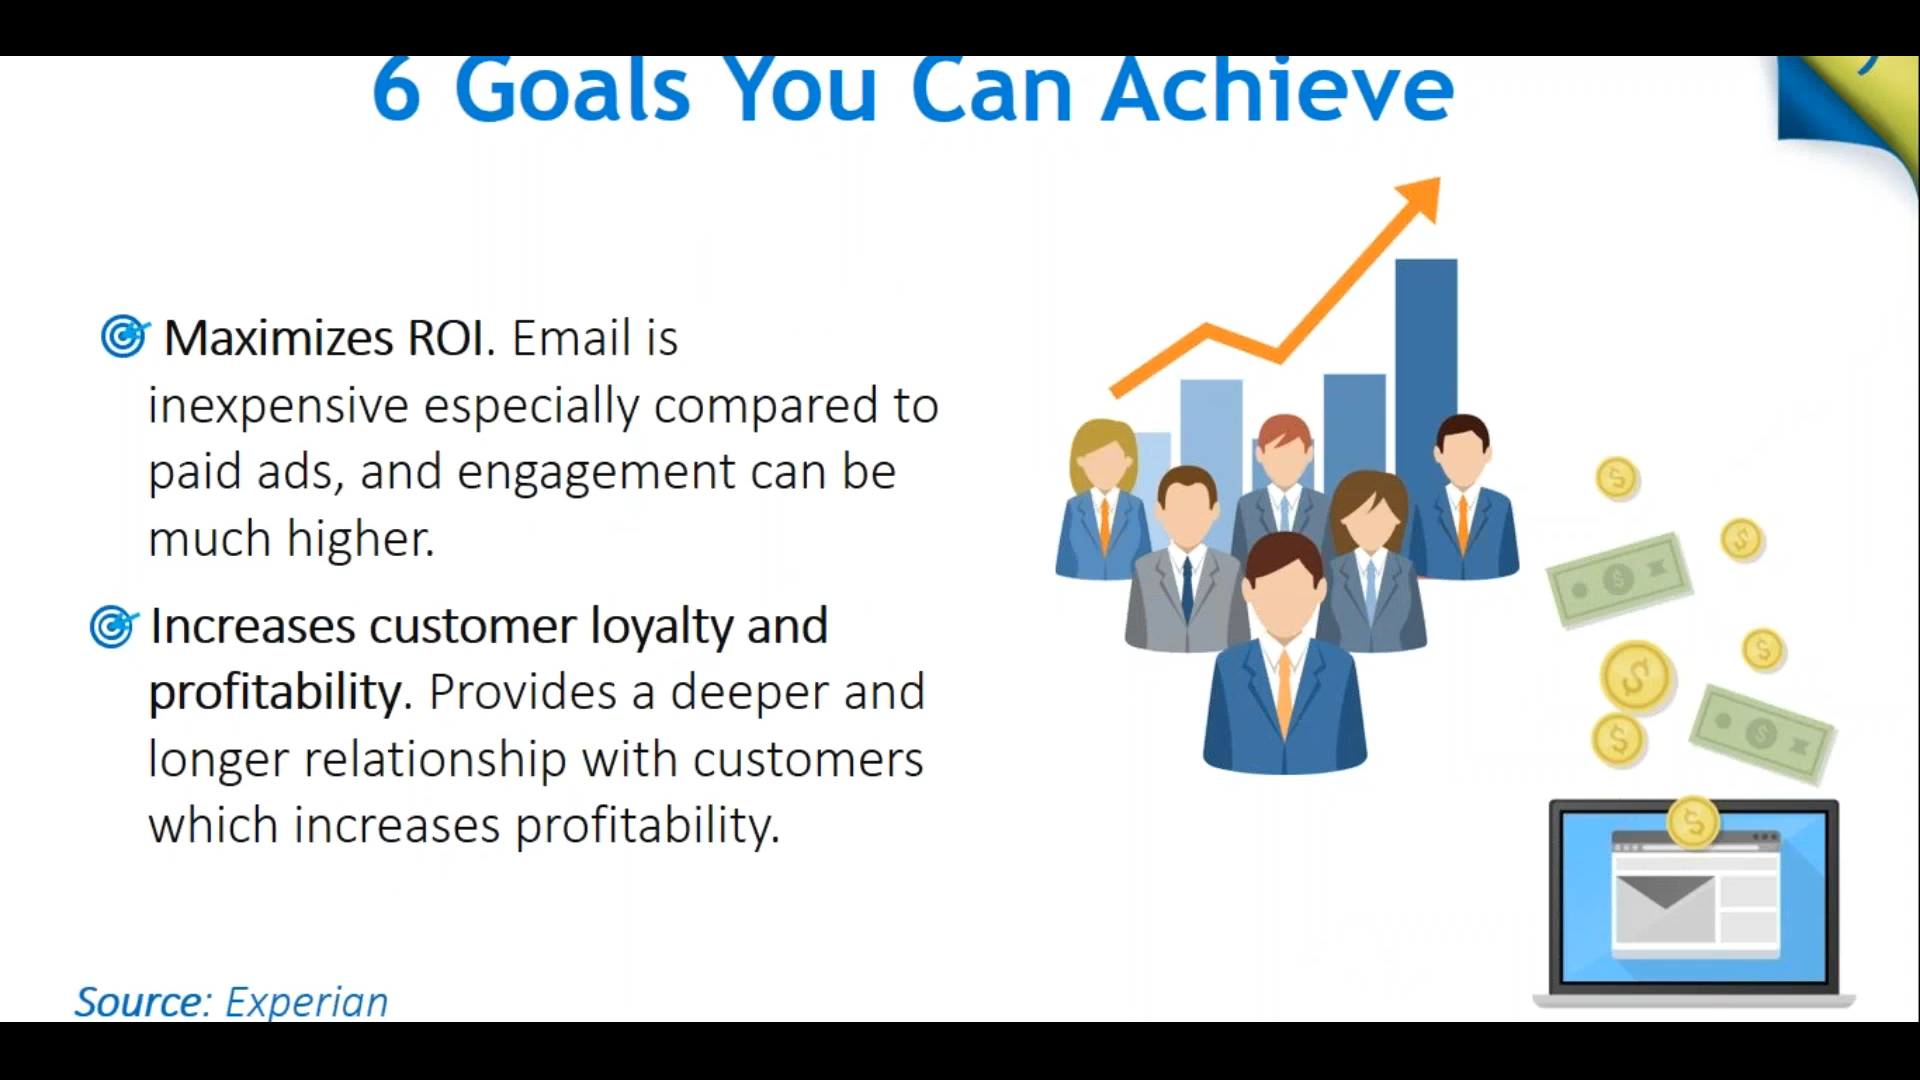 6 Goals You Can Achieve
Maximizes ROI. Email is
inexpensive especially compared to
paid ads, and engagement can be
much higher.
Increases customer loyalty and
profitability. Provides a deeper and
longer relationship with customers
which increases profitability.
Source: Experian